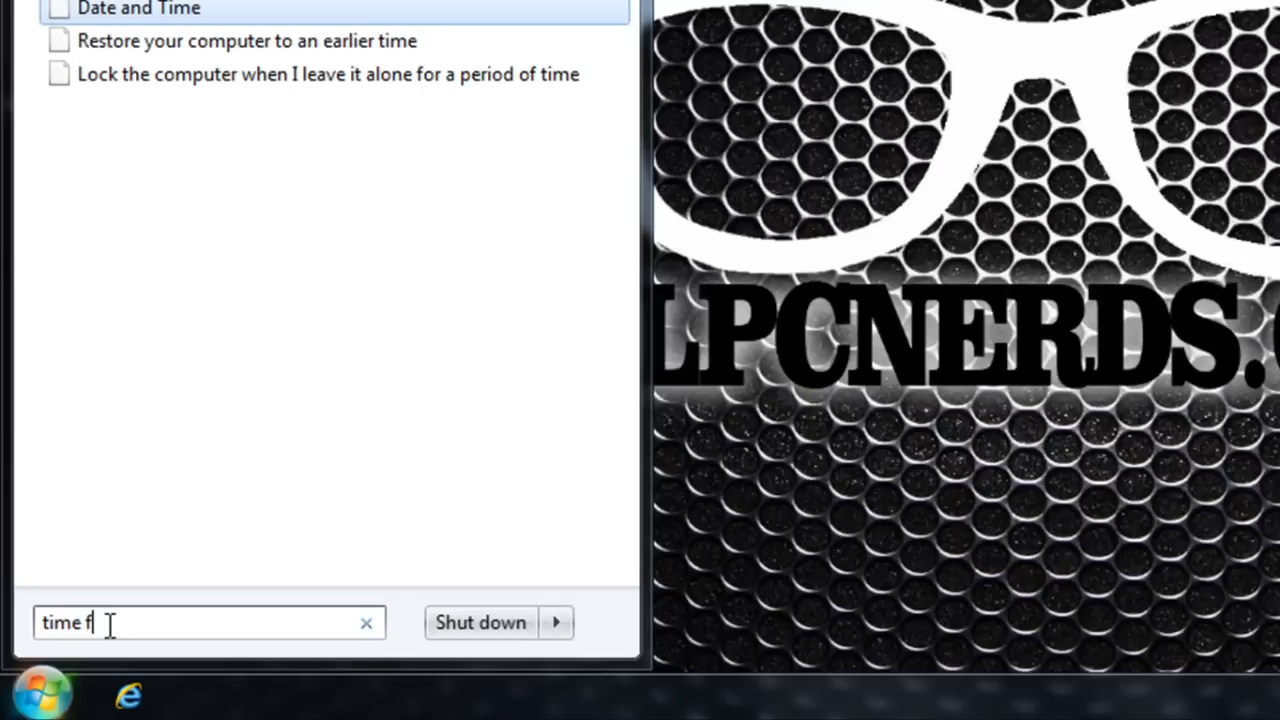 Date and Time
Restore your computer to an earlier time
Lock the computer when I leave it alone for a period of time
LPCNERDS.
time f
Shut down